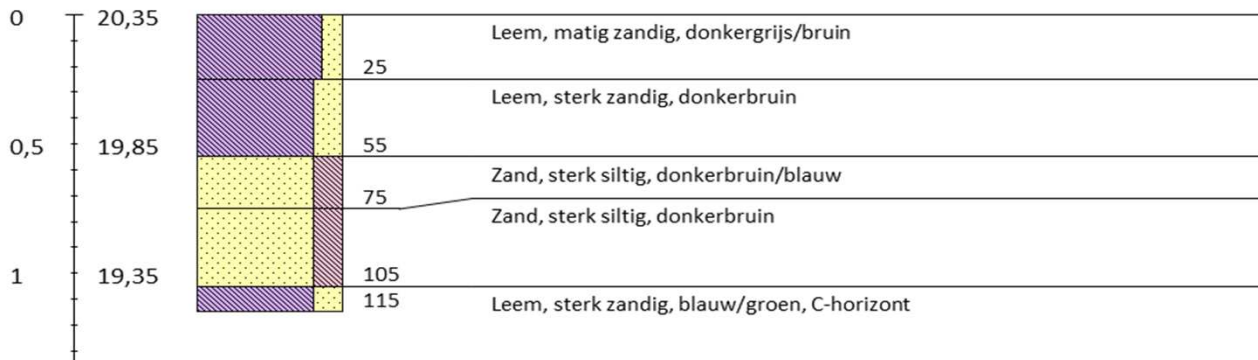 0 20,35 Leem, matig zandig, donkergrijs/bruin
25
Leem, sterk zandig, donkerbruin
0,5 19,85 55
Zand, sterk siltig, donkerbruin/blauw
75
Zand, sterk siltig, donkerbruin
1 19,35 105
115 Leem, sterk zandig, blauw/groen, C-horizont